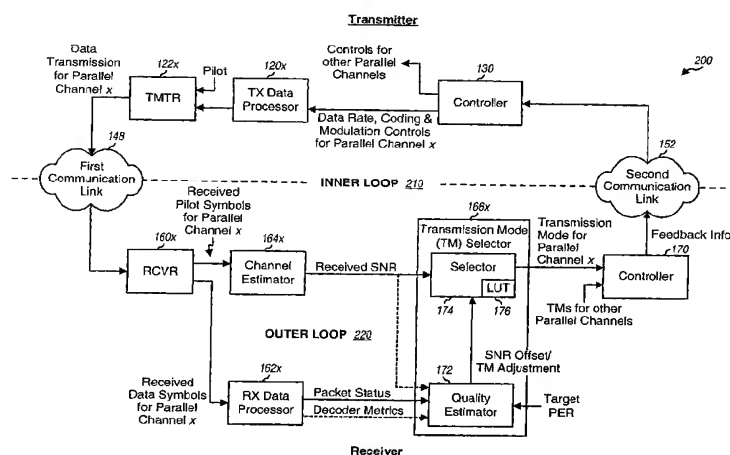 Transmitter
200
Data
Transmission
for Parallel
Channel x
122x
TMTR
Pilot
120x
TX Data
Processor
Controls for
other Parallel
Channels
130
Controller
Data Rate, Coding &
Modulation Controls
for Parallel Channel x
148
First
Communication
Link
152
Second
Communication
Link
INNER LOOP 210
Received
Pilot Symbols
for Parallel
Channel x
160x
RCVR
164x
Channel
Estimator
Received SNR
166x
Transmission Mode
(TM) Selector
Selector
LUT
174
176
Transmission
Mode for
Parallel
Channel x
Feedback Info
170
Controller
TMs for other
Parallel Channels
OUTER LOOP 220
SNR Offset/
TM Adjustment
Received
Data Symbols
for Parallel
Channel x
162x
RX Data
Processor
Packet Status
Decoder Metrics
172
Quality
Estimator
Target
PER
Receiver